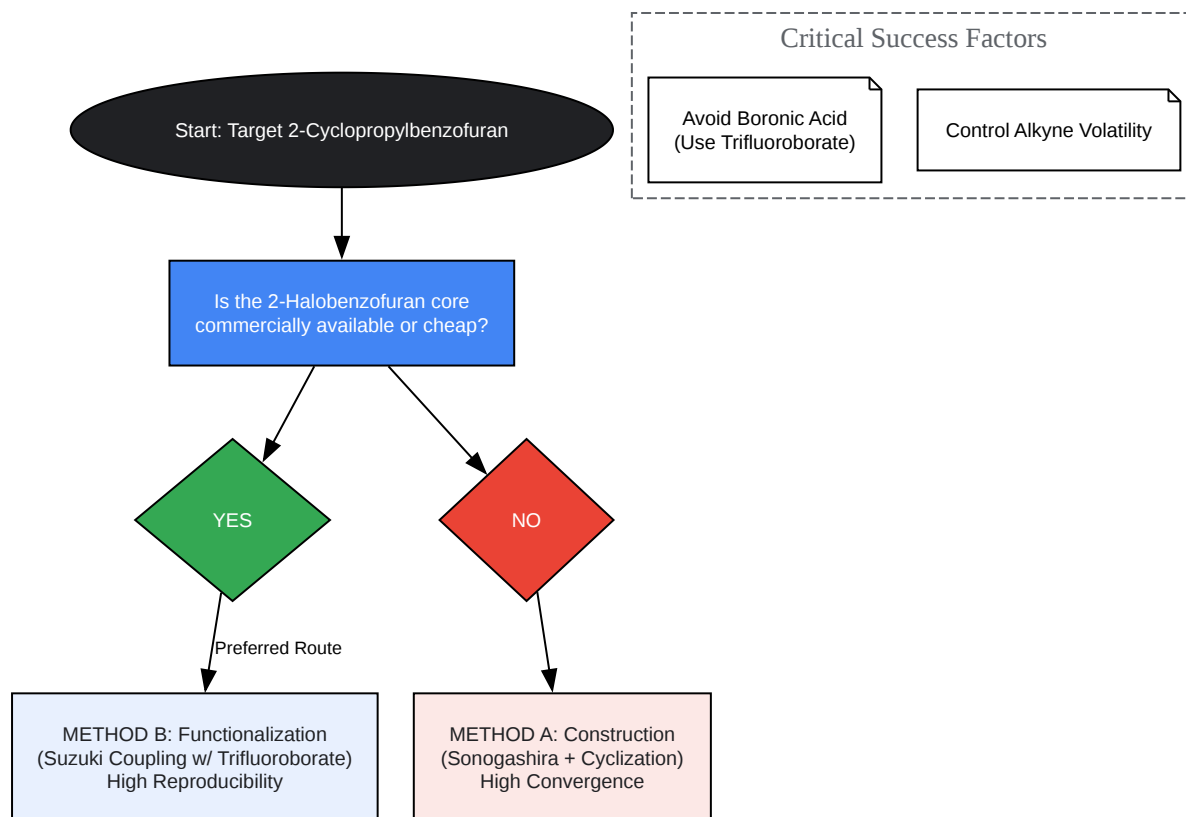 Critical Success Factors
Avoid Boronic Acid
(Use Trifluoroborate)
Control Alkyne Volatility
Start: Target 2-Cyclopropylbenzofuran
Is the 2-Halobenzofuran core
commercially available or cheap?
YES
NO
Preferred Route
METHOD B: Functionalization
(Suzuki Coupling w/ Trifluoroborate)
High Reproducibility
METHOD A: Construction
(Sonogashira + Cyclization)
High Convergence